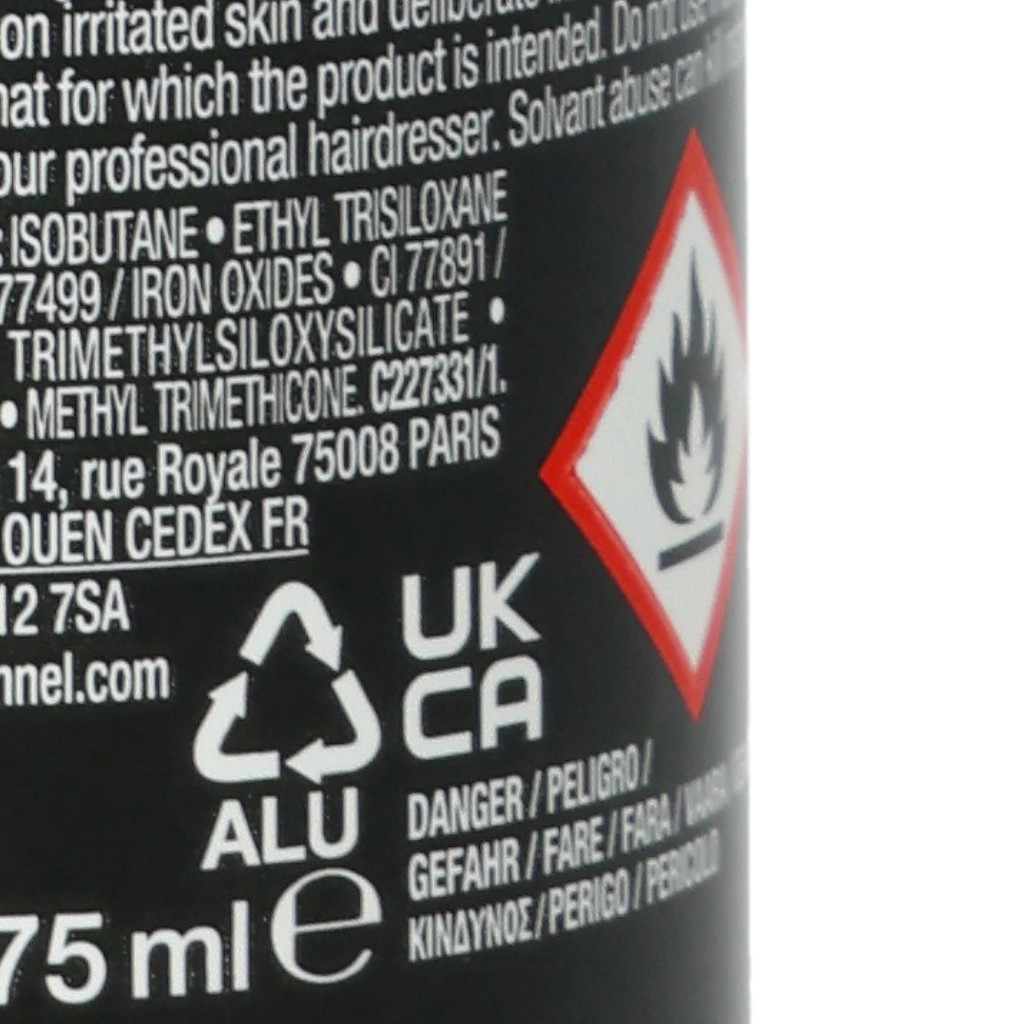 on irritated skin and deliberate
hat for which the product is intended. Do not use
our professional hairdresser. Solvant abuse can kill
: ISOBUTANE • ETHYL TRISILOXANE
77499 / IRON OXIDES • CI 77891 /
TRIMETHYLSILOXYSILICATE •
• METHYL TRIMETHICONE. C227331/1.
14, rue Royale 75008 PARIS
OUEN CEDEX FR
12 7SA
nnel.com
UK
CA
ALU
DANGER / PELIGRO /
GEFAHR / FARE / FARA / VAARA
ΚΙΝΔΥΝΟΣ / PERIGO / PERICOLO
75 ml e